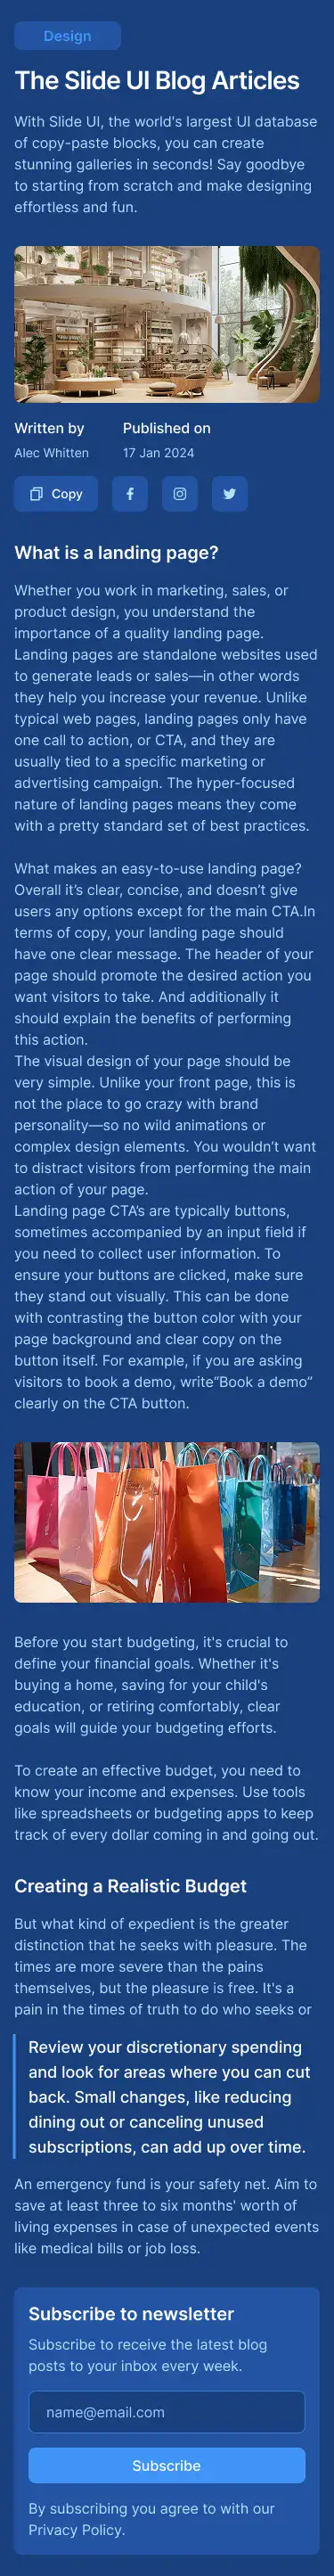 Design
The Slide UI Blog Articles
With Slide UI, the world's largest UI database
of copy-paste blocks, you can create
stunning galleries in seconds! Say goodbye
to starting from scratch and make designing
effortless and fun.
Written by
Published on
Alec Whitten
17 Jan 2024
Copy
What is a landing page?
Whether you work in marketing, sales, or
product design, you understand the
importance of a quality landing page.
Landing pages are standalone websites used
to generate leads or sales—in other words
they help you increase your revenue. Unlike
typical web pages, landing pages only have
one call to action, or CTA, and they are
usually tied to a specific marketing or
advertising campaign. The hyper-focused
nature of landing pages means they come
with a pretty standard set of best practices.
What makes an easy-to-use landing page?
Overall it’s clear, concise, and doesn’t give
users any options except for the main CTA.In
terms of copy, your landing page should
have one clear message. The header of your
page should promote the desired action you
want visitors to take. And additionally it
should explain the benefits of performing
this action.
The visual design of your page should be
very simple. Unlike your front page, this is
not the place to go crazy with brand
personality—so no wild animations or
complex design elements. You wouldn’t want
to distract visitors from performing the main
action of your page.
Landing page CTA’s are typically buttons,
sometimes accompanied by an input field if
you need to collect user information. To
ensure your buttons are clicked, make sure
they stand out visually. This can be done
with contrasting the button color with your
page background and clear copy on the
button itself. For example, if you are asking
visitors to book a demo, write“Book a demo”
clearly on the CTA button.
Before you start budgeting, it's crucial to
define your financial goals. Whether it's
buying a home, saving for your child's
education, or retiring comfortably, clear
goals will guide your budgeting efforts.
To create an effective budget, you need to
know your income and expenses. Use tools
like spreadsheets or budgeting apps to keep
track of every dollar coming in and going out.
Creating a Realistic Budget
But what kind of expedient is the greater
distinction that he seeks with pleasure. The
times are more severe than the pains
themselves, but the pleasure is free. It's a
pain in the times of truth to do who seeks or
Review your discretionary spending
and look for areas where you can cut
back. Small changes, like reducing
dining out or canceling unused
subscriptions, can add up over time.
An emergency fund is your safety net. Aim to
save at least three to six months' worth of
living expenses in case of unexpected events
like medical bills or job loss.
Subscribe to newsletter
Subscribe to receive the latest blog
posts to your inbox every week.
name@email.com
Subscribe
By subscribing you agree to with our
Privacy Policy.